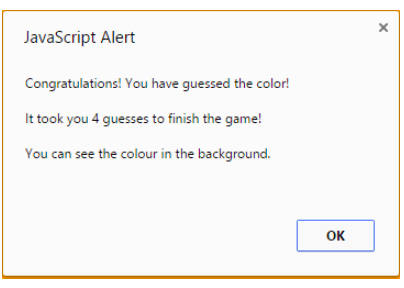 JavaScript Alert
Congratulations! You have guessed the color!
It took you 4 guesses to finish the game!
You can see the colour in the background.
OK